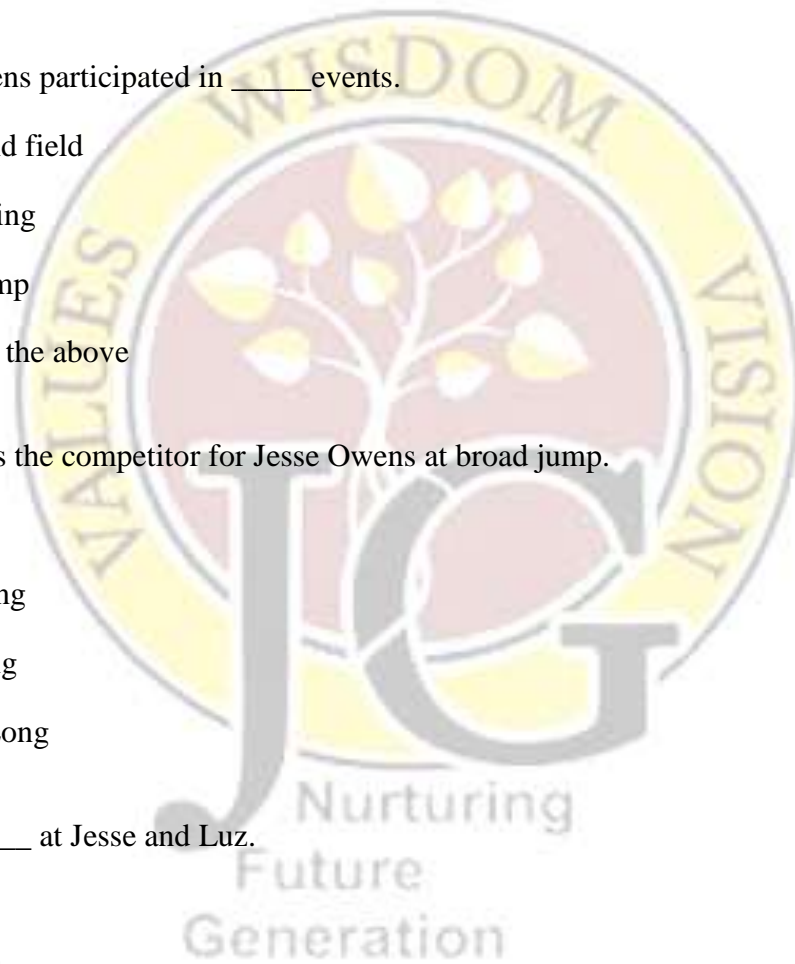 ens participated in _____events.
d field
ing
mp
the above
s the competitor for Jesse Owens at broad jump.
ng
g
ong
__ at Jesse and Luz.
WISDOM
VALUES
VISION
JG
Nurturing
Future
Generation